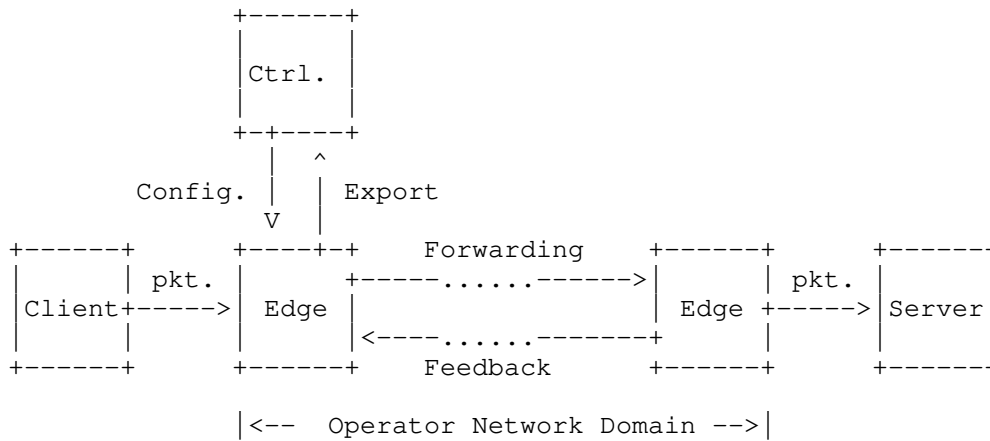 Ctrl.
Config. Export
Forwarding
pkt. pkt.
Client Edge Edge Server
Feedback
|<-- Operator Network Domain -->|